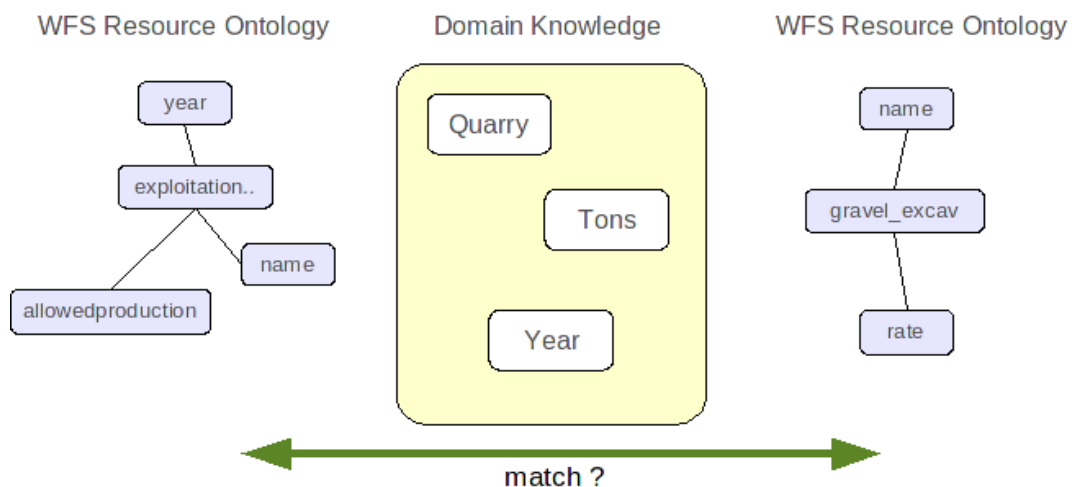 WFS Resource Ontology
Domain Knowledge
WFS Resource Ontology
year
exploitation..
name
allowedproduction
Quarry
Tons
Year
name
gravel_excav
rate
match ?